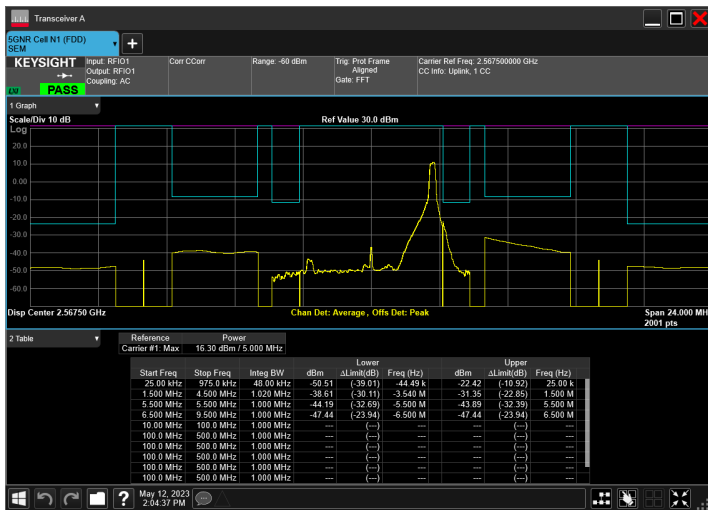 Transceiver A
5GNR Cell N1 (FDD)
SEM
KEYSIGHT
Input: RFIO1
Output: RFIO1
Coupling: AC
Corr CCorr
Range: -60 dBm
Trig: Prot Frame
Aligned
Gate: FFT
Carrier Ref Freq: 2.567500000 GHz
CC Info: Uplink, 1 CC
PASS
1 Graph
Scale/Div 10 dB
Ref Value 30.0 dBm
Log
20.0
10.0
0.00
-10.0
-20.0
-30.0
-40.0
-50.0
-60.0
Disp Center 2.56750 GHz
Chan Det: Average, Offs Det: Peak
Span 24.000 MH
2001 pts
2 Table
Reference Power
Carrier #1: Max 16.30 dBm / 5.000 MHz
Lower Upper
Start Freq Stop Freq Integ BW dBm ΔLimit(dB) Freq (Hz) dBm ΔLimit(dB) Freq (Hz)
25.00 kHz 975.0 kHz 48.00 kHz -50.51 (-39.01) -44.49 k -22.42 (-10.92) 25.00 k
1.500 MHz 4.500 MHz 1.020 MHz -38.61 (-30.11) -3.540 M -31.35 (-22.85) 1.500 M
5.500 MHz 5.500 MHz 1.000 MHz -44.19 (-32.69) -5.500 M -43.89 (-32.39) 5.500 M
6.500 MHz 9.500 MHz 1.000 MHz -47.44 (-23.94) -6.500 M -47.44 (-23.94) 6.500 M
10.00 MHz 100.0 MHz 1.000 MHz --- (---) --- --- (---) ---
100.0 MHz 500.0 MHz 1.000 MHz --- (---) --- --- (---) ---
100.0 MHz 500.0 MHz 1.000 MHz --- (---) --- --- (---) ---
100.0 MHz 500.0 MHz 1.000 MHz --- (---) --- --- (---) ---
100.0 MHz 500.0 MHz 1.000 MHz --- (---) --- --- (---) ---
100.0 MHz 500.0 MHz 1.000 MHz --- (---) --- --- (---) ---
May 12, 2023
2:04:37 PM